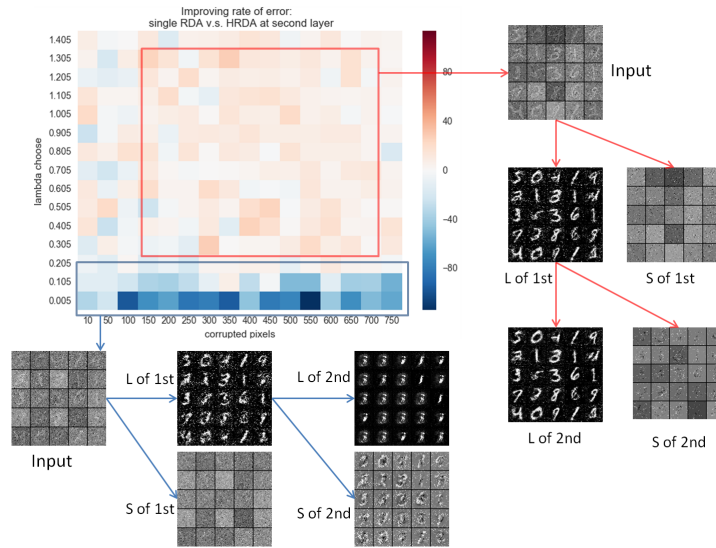 Improving rate of error:
single RDA v.s. HRDA at second layer
lambda choose
1.405
1.305
1.205
1.105
1.005
0.905
0.805
0.705
0.605
0.505
0.405
0.305
0.205
0.105
0.005
10 50 100 150 200 250 300 350 400 450 500 550 600 650 700 750
corrupted pixels
80
40
0
−40
−80
Input
L of 1st
S of 1st
L of 2nd
S of 2nd
Input
L of 1st
S of 1st
L of 2nd
S of 2nd